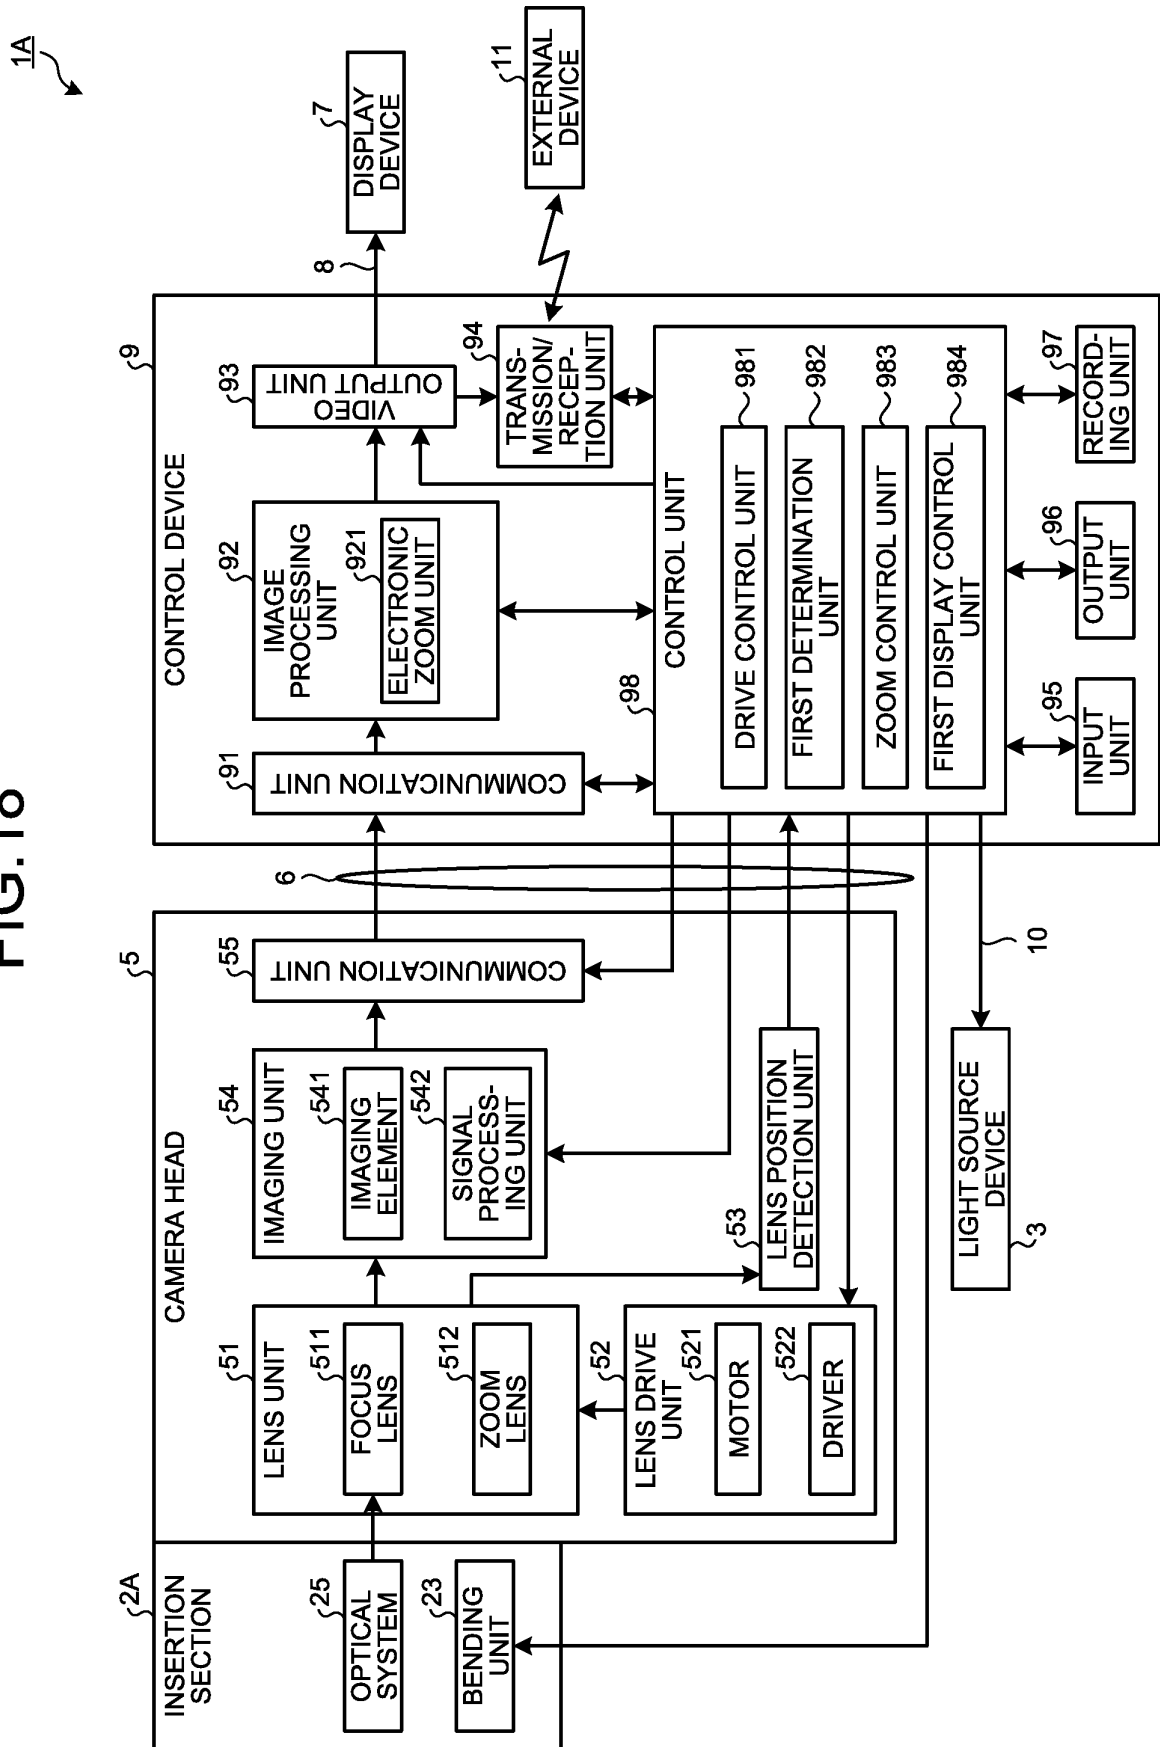 FIG.18
1A
2A
INSERTION
SECTION
25
OPTICAL
SYSTEM
23
BENDING
UNIT
5
CAMERA HEAD
51
LENS UNIT
511
FOCUS
LENS
512
ZOOM
LENS
52
LENS DRIVE
UNIT
521
MOTOR
522
DRIVER
54
IMAGING UNIT
541
IMAGING
ELEMENT
542
SIGNAL
PROCESS-
ING UNIT
53
LENS POSITION
DETECTION UNIT
55
COMMUNICATION UNIT
6
3
LIGHT SOURCE
DEVICE
10
9
CONTROL DEVICE
91
COMMUNICATION UNIT
92
IMAGE
PROCESSING
UNIT
921
ELECTRONIC
ZOOM UNIT
93
VIDEO
OUTPUT UNIT
94
TRANS-
MISSION/
RECEP-
TION UNIT
98
CONTROL UNIT
DRIVE CONTROL UNIT
981
FIRST DETERMINATION
UNIT
982
ZOOM CONTROL UNIT
983
FIRST DISPLAY CONTROL
UNIT
984
95
INPUT
UNIT
96
OUTPUT
UNIT
97
RECORD-
ING UNIT
8
7
DISPLAY
DEVICE
11
EXTERNAL
DEVICE